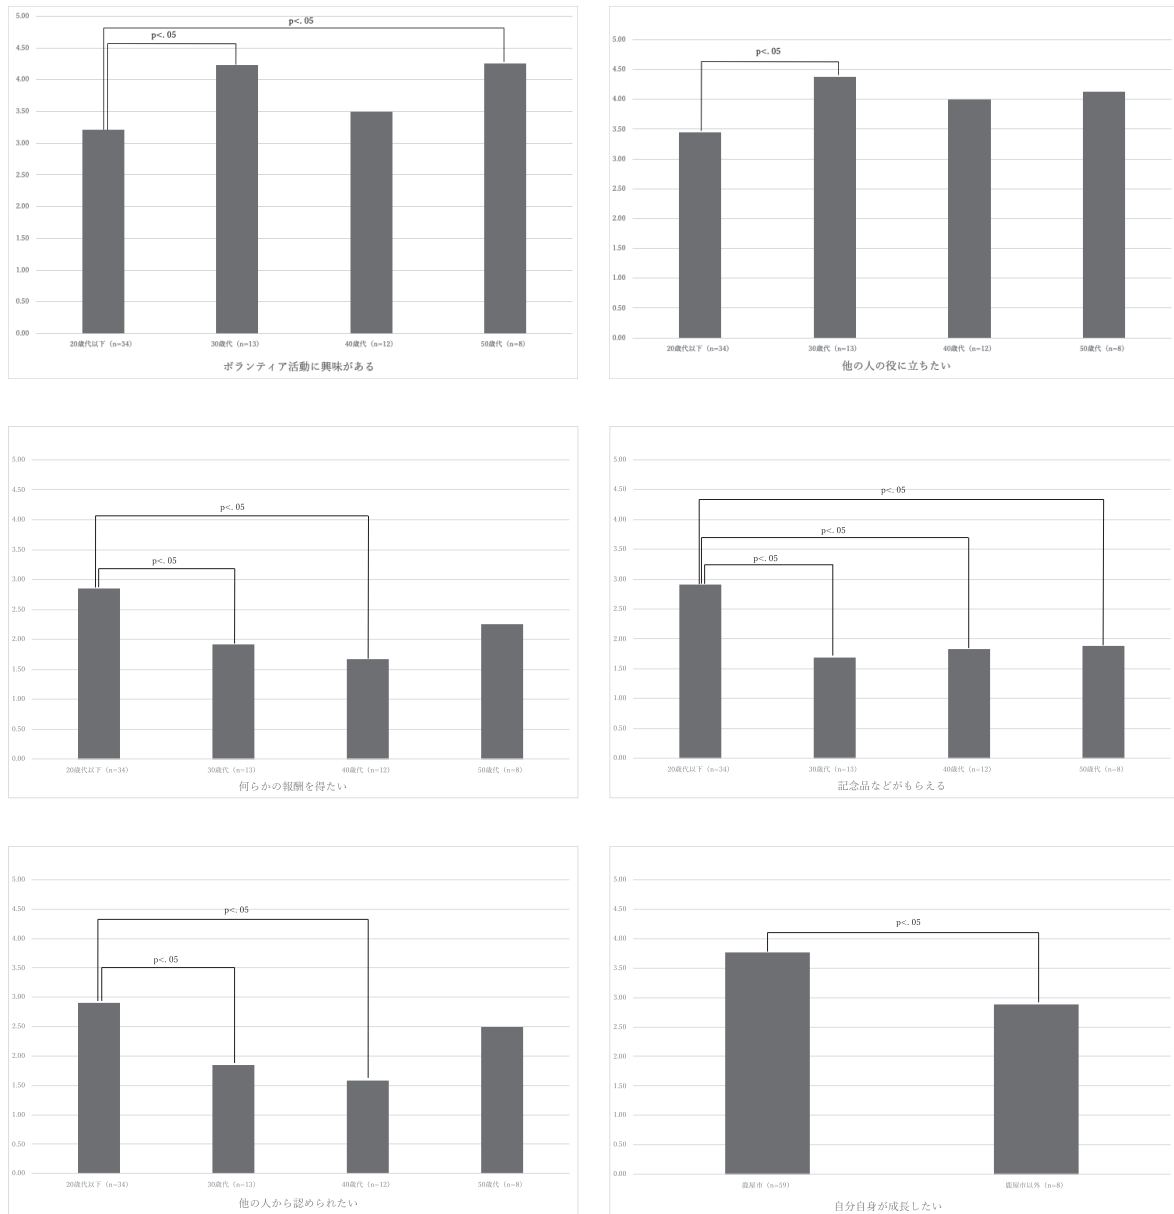 5.00
4.50
4.00
3.50
3.00
2.50
2.00
1.50
1.00
0.50
0.00
p<. 05
p<. 05
20歳代以下（n=34）
30歳代（n=13）
40歳代（n=12）
50歳代（n=8）
ボランティア活動に興味がある
5.00
4.50
4.00
3.50
3.00
2.50
2.00
1.50
1.00
0.50
0.00
p<. 05
20歳代以下（n=34）
30歳代（n=13）
40歳代（n=12）
50歳代（n=8）
他の人の役に立ちたい
5.00
4.50
4.00
3.50
3.00
2.50
2.00
1.50
1.00
0.50
0.00
p<. 05
p<. 05
20歳代以下（n=34）
30歳代（n=13）
40歳代（n=12）
50歳代（n=8）
何らかの報酬を得たい
5.00
4.50
4.00
3.50
3.00
2.50
2.00
1.50
1.00
0.50
0.00
p<. 05
p<. 05
p<. 05
20歳代以下（n=34）
30歳代（n=13）
40歳代（n=12）
50歳代（n=8）
記念品などがもらえる
5.00
4.50
4.00
3.50
3.00
2.50
2.00
1.50
1.00
0.50
0.00
p<. 05
p<. 05
20歳代以下（n=34）
30歳代（n=13）
40歳代（n=12）
50歳代（n=8）
他の人から認められたい
5.00
4.50
4.00
3.50
3.00
2.50
2.00
1.50
1.00
0.50
0.00
p<. 05
鹿屋市（n=59）
鹿屋市以外（n=8）
自分自身が成長したい